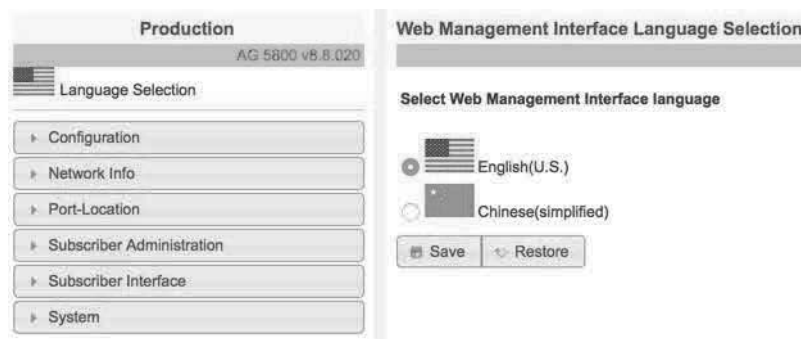 Production
AG 5800 v8.8.020
Language Selection
Configuration
Network Info
Port-Location
Subscriber Administration
Subscriber Interface
System
Web Management Interface Language Selection
Select Web Management Interface language
English(U.S.)
Chinese(simplified)
Save
Restore